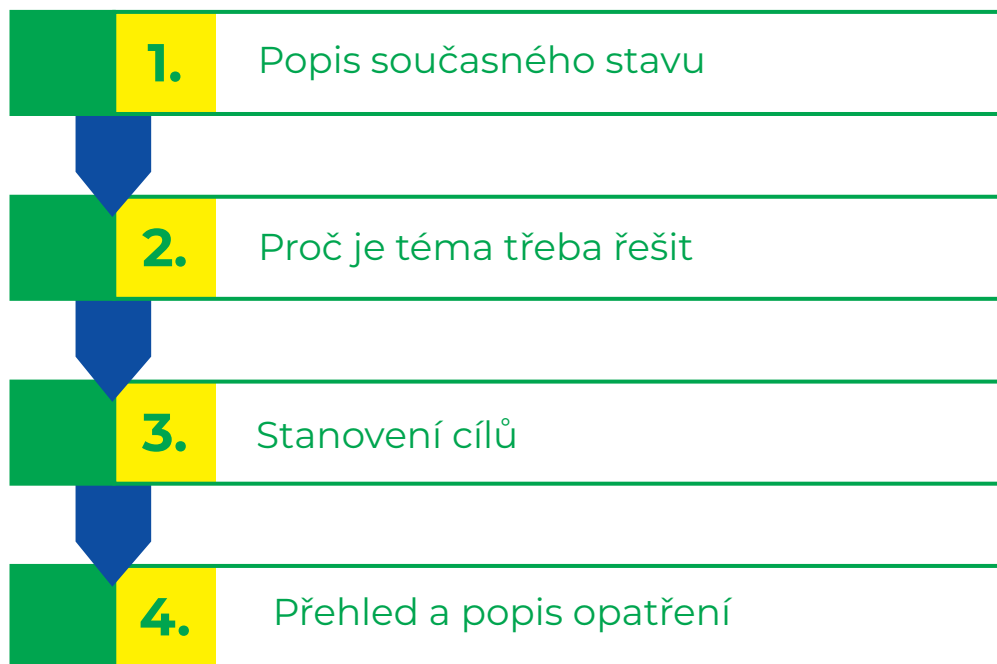 1. Popis současného stavu
2. Proč je téma třeba řešit
3. Stanovení cílů
4. Přehled a popis opatření